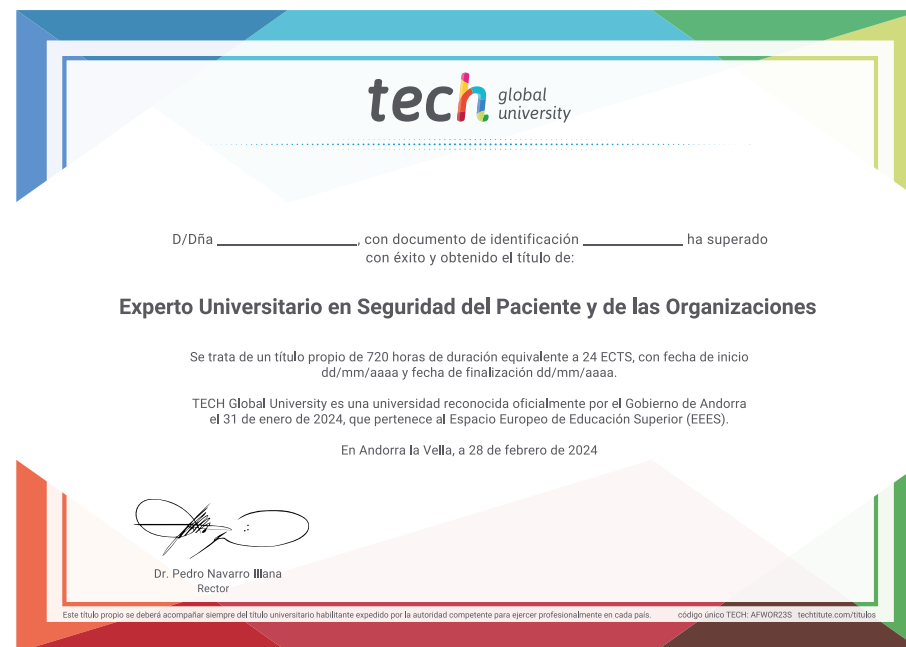 tech global university
D/Dña ______________, con documento de identificación __________ ha superado
con éxito y obtenido el título de:
Experto Universitario en Seguridad del Paciente y de las Organizaciones
Se trata de un título propio de 720 horas de duración equivalente a 24 ECTS, con fecha de inicio
dd/mm/aaaa y fecha de finalización dd/mm/aaaa.
TECH Global University es una universidad reconocida oficialmente por el Gobierno de Andorra
el 31 de enero de 2024, que pertenece al Espacio Europeo de Educación Superior (EEES).
En Andorra la Vella, a 28 de febrero de 2024
Dr. Pedro Navarro Illana
Rector
Este título propio se deberá acompañar siempre del título universitario habilitante expedido por la autoridad competente para ejercer profesionalmente en cada país. código único TECH: AFWOR23S techtitute.com/titulos